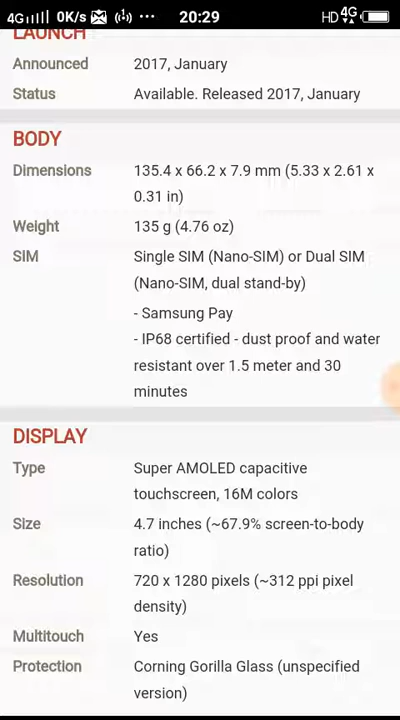 4G 0K/s ... 20:29 HD 4G
LAUNCH
Announced 2017, January
Status Available. Released 2017, January
BODY
Dimensions 135.4 x 66.2 x 7.9 mm (5.33 x 2.61 x
0.31 in)
Weight 135 g (4.76 oz)
SIM Single SIM (Nano-SIM) or Dual SIM
(Nano-SIM, dual stand-by)
- Samsung Pay
- IP68 certified - dust proof and water
resistant over 1.5 meter and 30
minutes
DISPLAY
Type Super AMOLED capacitive
touchscreen, 16M colors
Size 4.7 inches (~67.9% screen-to-body
ratio)
Resolution 720 x 1280 pixels (~312 ppi pixel
density)
Multitouch Yes
Protection Corning Gorilla Glass (unspecified
version)